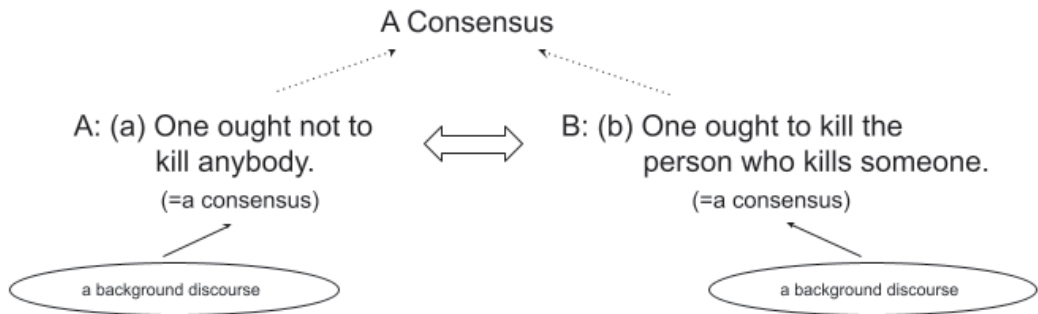 A Consensus
A: (a) One ought not to
kill anybody.
(=a consensus)
B: (b) One ought to kill the
person who kills someone.
(=a consensus)
a background discourse
a background discourse